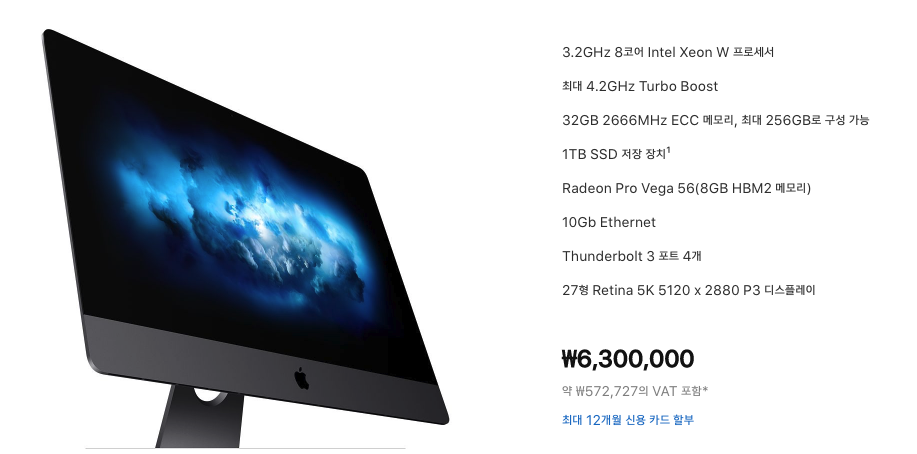 3.2GHz 8코어 Intel Xeon W 프로세서
최대 4.2GHz Turbo Boost
32GB 2666MHz ECC 메모리, 최대 256GB로 구성 가능
1TB SSD 저장 장치¹
Radeon Pro Vega 56(8GB HBM2 메모리)
10Gb Ethernet
Thunderbolt 3 포트 4개
27형 Retina 5K 5120 x 2880 P3 디스플레이
₩6,300,000
약 ₩572,727의 VAT 포함*
최대 12개월 신용 카드 할부